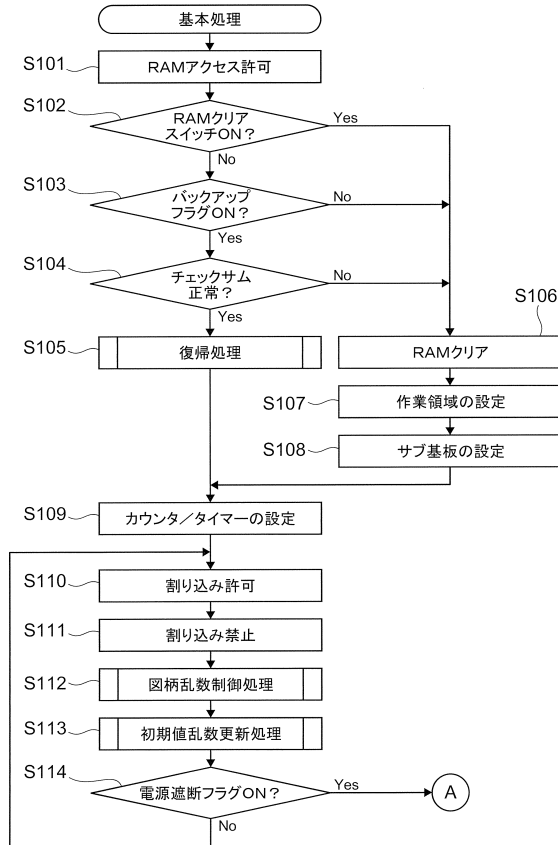 基本処理
S101
RAMアクセス許可
S102
RAMクリア
スイッチON?
Yes
No
S103
バックアップ
フラグON?
No
Yes
S104
チェックサム
正常?
No
Yes
S105
復帰処理
S106
RAMクリア
S107
作業領域の設定
S108
サブ基板の設定
S109
カウンタ/タイマーの設定
S110
割り込み許可
S111
割り込み禁止
S112
図柄乱数制御処理
S113
初期値乱数更新処理
S114
電源遮断フラグON?
Yes
A
No